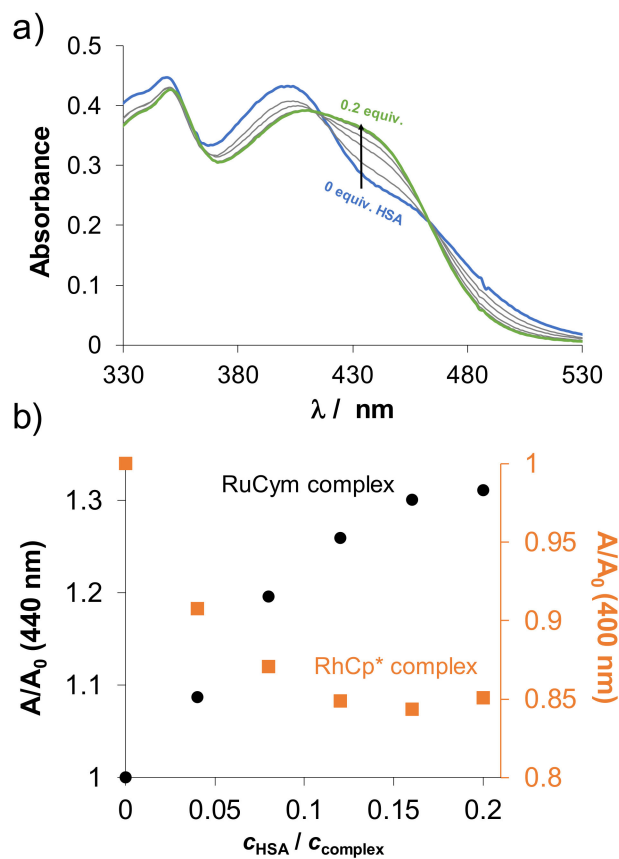 a)
0.5
0.4
0.3
0.2
0.1
0
Absorbance
0.2 equiv.
0 equiv. HSA
330
380
430
480
530
λ / nm
b)
1.3
1.2
1.1
1
A/A0 (440 nm)
RuCym complex
RhCp* complex
1
0.95
0.9
0.85
0.8
A/A0 (400 nm)
0
0.05
0.1
0.15
0.2
cHSA / ccomplex